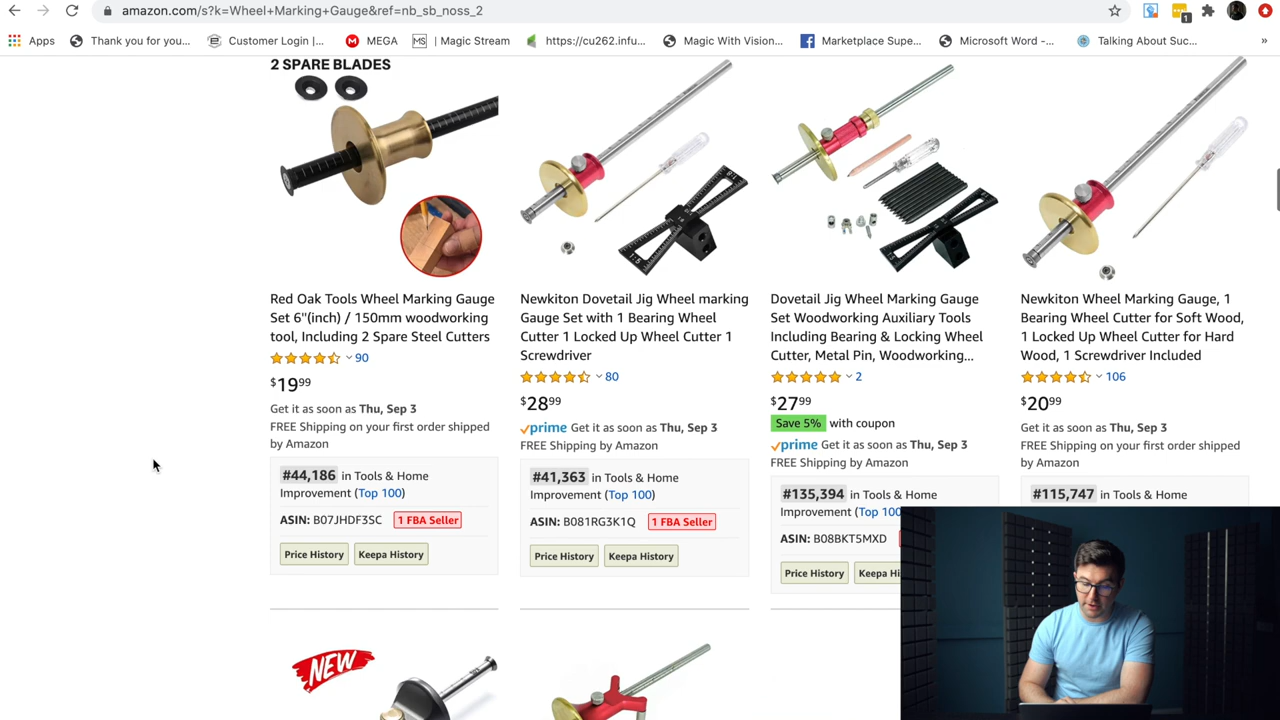 amazon.com/s?k=Wheel+Marking+Gauge&ref=nb_sb_noss_2
1
Apps
Thank you for you...
Customer Login |...
MEGA
MS
| Magic Stream
https://cu262.infu...
Magic With Vision...
Marketplace Supe...
Microsoft Word -...
Talking About Suc...
»
2 SPARE BLADES
Red Oak Tools Wheel Marking Gauge
Set 6"(inch) / 150mm woodworking
tool, Including 2 Spare Steel Cutters
90
$19 99
Get it as soon as Thu, Sep 3
FREE Shipping on your first order shipped
by Amazon
#44,186 in Tools & Home
Improvement (Top 100)
ASIN: B07JHDF3SC 1 FBA Seller
Price History Keepa History
Newkiton Dovetail Jig Wheel marking
Gauge Set with 1 Bearing Wheel
Cutter 1 Locked Up Wheel Cutter 1
Screwdriver
80
$28 99
prime Get it as soon as Thu, Sep 3
FREE Shipping by Amazon
#41,363 in Tools & Home
Improvement (Top 100)
ASIN: B081RG3K1Q 1 FBA Seller
Price History Keepa History
Dovetail Jig Wheel Marking Gauge
Set Woodworking Auxiliary Tools
Including Bearing & Locking Wheel
Cutter, Metal Pin, Woodworking...
2
$27 99
Save 5% with coupon
prime Get it as soon as Thu, Sep 3
FREE Shipping by Amazon
#135,394 in Tools & Home
Improvement (Top 100
ASIN: B08BKT5MXD
Price History Keepa Hi
Newkiton Wheel Marking Gauge, 1
Bearing Wheel Cutter for Soft Wood,
1 Locked Up Wheel Cutter for Hard
Wood, 1 Screwdriver Included
106
$20 99
Get it as soon as Thu, Sep 3
FREE Shipping on your first order shipped
by Amazon
#115,747 in Tools & Home
NEW